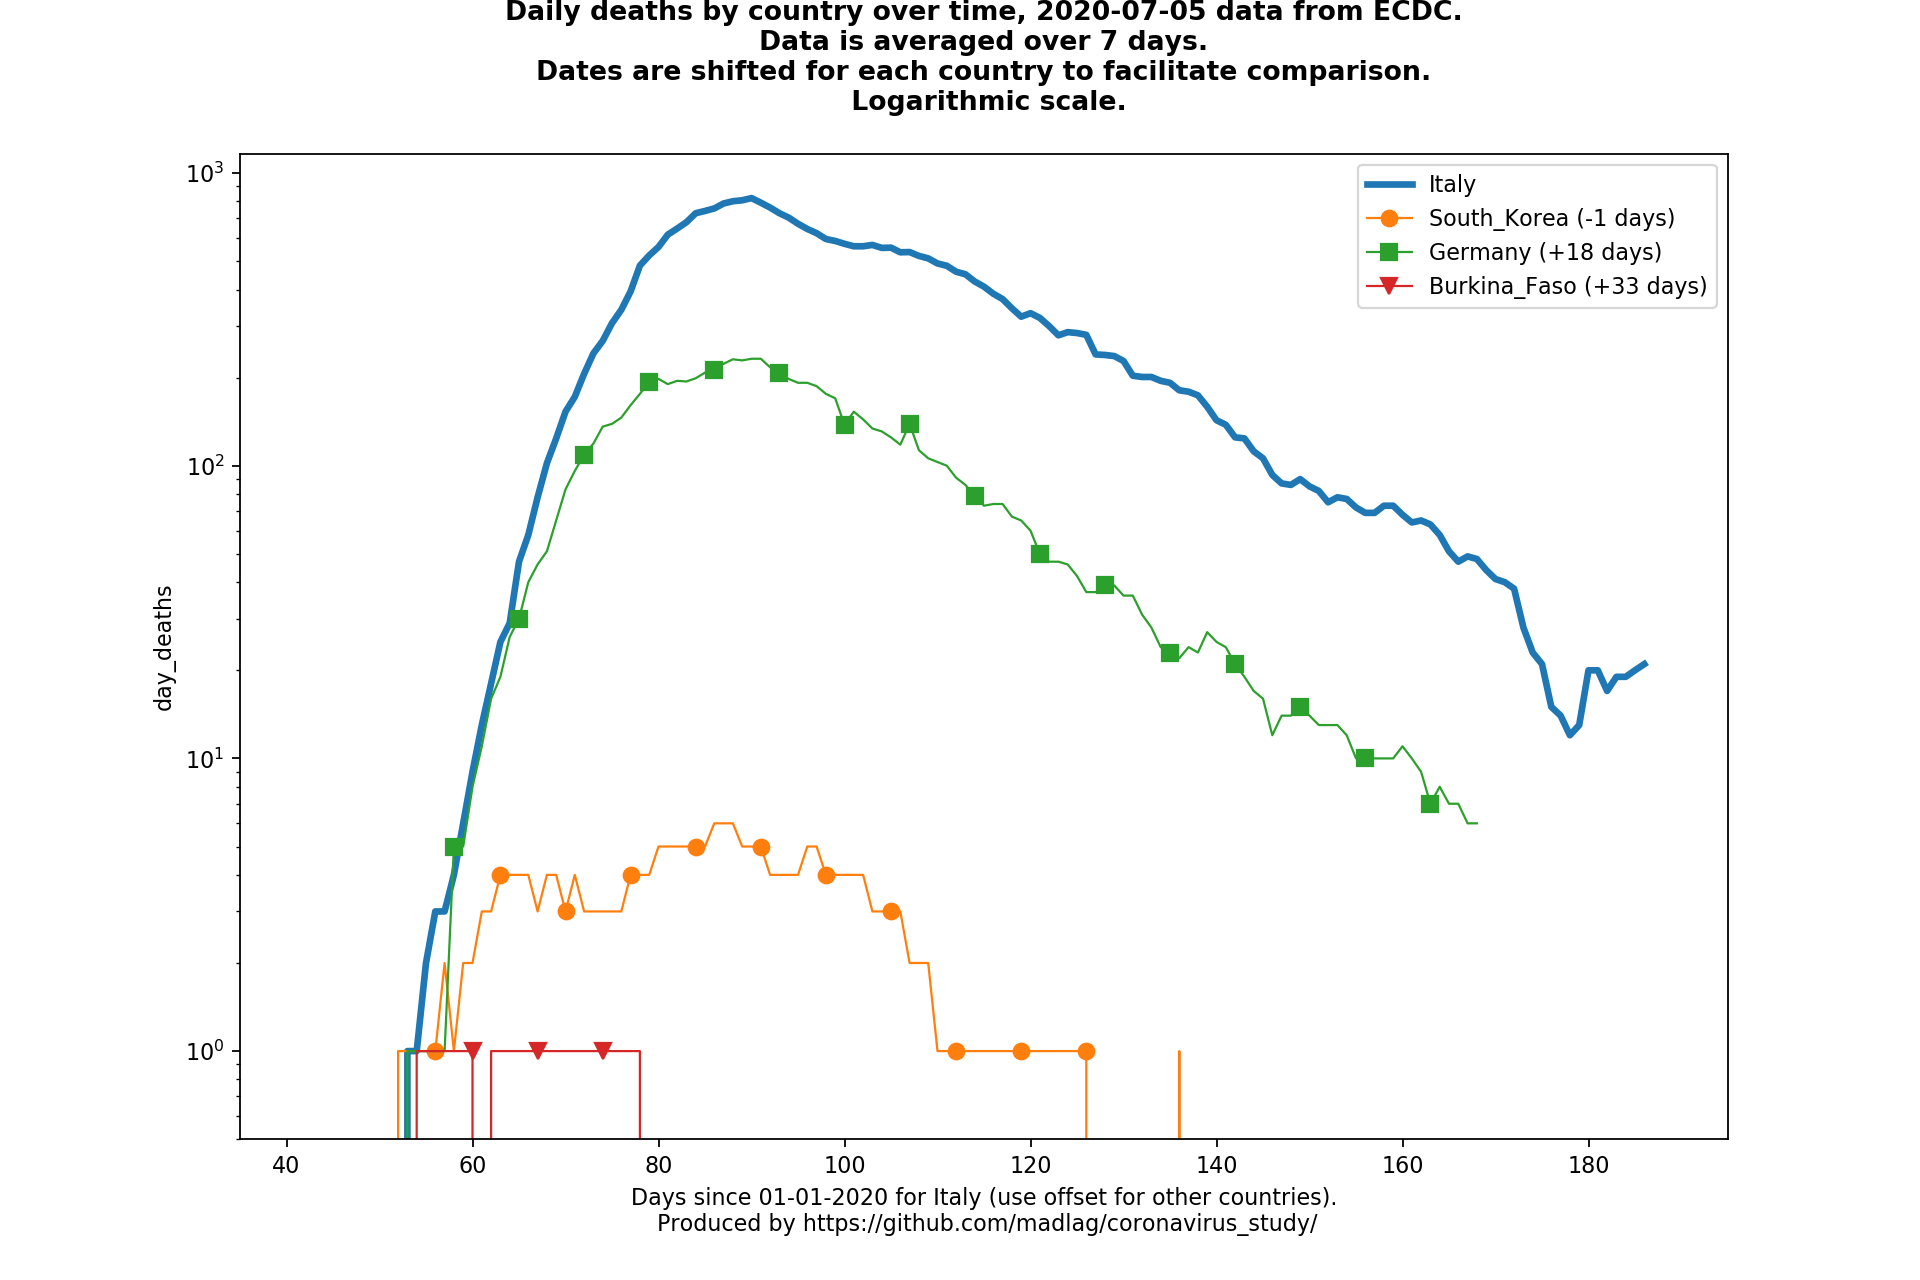 Daily deaths by country over time, 2020-07-05 data from ECDC.
Data is averaged over 7 days.
Dates are shifted for each country to facilitate comparison.
Logarithmic scale.
Italy
South_Korea (-1 days)
Germany (+18 days)
Burkina_Faso (+33 days)
day_deaths
10³
10²
10¹
10⁰
40 60 80 100 120 140 160 180
Days since 01-01-2020 for Italy (use offset for other countries).
Produced by https://github.com/madlag/coronavirus_study/